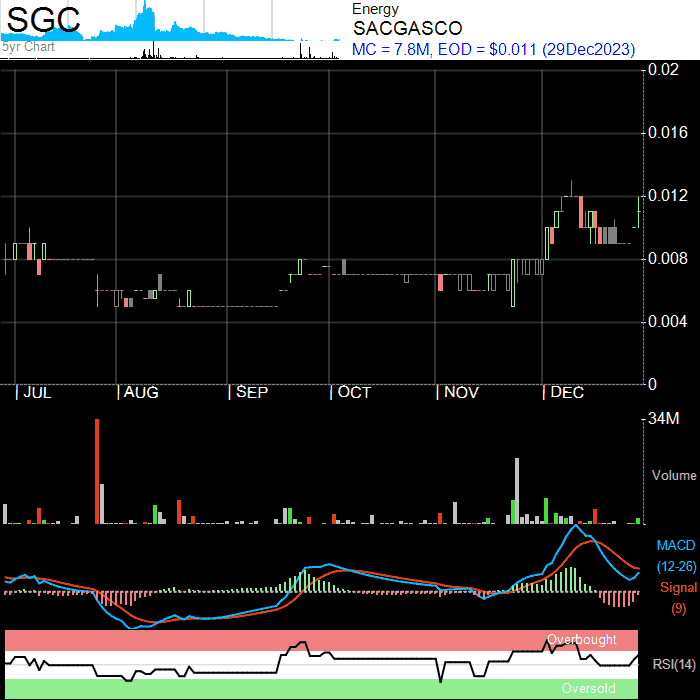 SGC
5yr Chart
Energy
SACGASCO
MC = 7.8M, EOD = $0.011 (29Dec2023)
0.02
0.016
0.012
0.008
0.004
0
JUL AUG SEP OCT NOV DEC
34M
Volume
MACD
(12-26)
Signal
(9)
Overbought
RSI(14)
Oversold